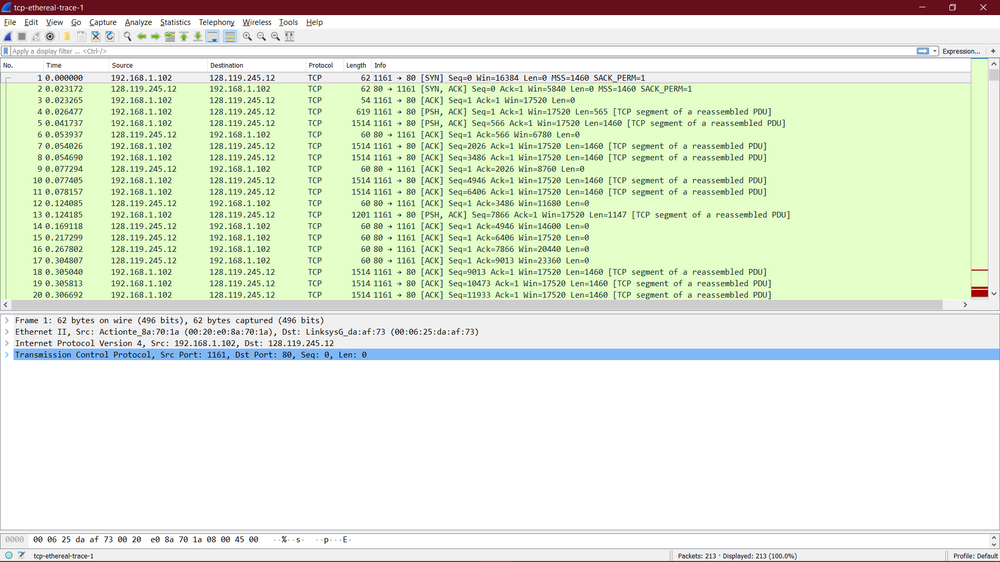 tcp-ethereal-trace-1
File Edit View Go Capture Analyze Statistics Telephony Wireless Tools Help
Apply a display filter ... <Ctrl-/> Expression... +
No. Time Source Destination Protocol Length Info
1 0.000000 192.168.1.102 128.119.245.12 TCP 62 1161 → 80 [SYN] Seq=0 Win=16384 Len=0 MSS=1460 SACK_PERM=1
2 0.023172 128.119.245.12 192.168.1.102 TCP 62 80 → 1161 [SYN, ACK] Seq=0 Ack=1 Win=5840 Len=0 MSS=1460 SACK_PERM=1
3 0.023265 192.168.1.102 128.119.245.12 TCP 54 1161 → 80 [ACK] Seq=1 Ack=1 Win=17520 Len=0
4 0.026477 192.168.1.102 128.119.245.12 TCP 619 1161 → 80 [PSH, ACK] Seq=1 Ack=1 Win=17520 Len=565 [TCP segment of a reassembled PDU]
5 0.041737 192.168.1.102 128.119.245.12 TCP 1514 1161 → 80 [PSH, ACK] Seq=566 Ack=1 Win=17520 Len=1460 [TCP segment of a reassembled PDU]
6 0.053937 128.119.245.12 192.168.1.102 TCP 60 80 → 1161 [ACK] Seq=1 Ack=566 Win=6780 Len=0
7 0.054026 192.168.1.102 128.119.245.12 TCP 1514 1161 → 80 [ACK] Seq=2026 Ack=1 Win=17520 Len=1460 [TCP segment of a reassembled PDU]
8 0.054690 192.168.1.102 128.119.245.12 TCP 1514 1161 → 80 [ACK] Seq=3486 Ack=1 Win=17520 Len=1460 [TCP segment of a reassembled PDU]
9 0.077294 128.119.245.12 192.168.1.102 TCP 60 80 → 1161 [ACK] Seq=1 Ack=2026 Win=8760 Len=0
10 0.077405 192.168.1.102 128.119.245.12 TCP 1514 1161 → 80 [ACK] Seq=4946 Ack=1 Win=17520 Len=1460 [TCP segment of a reassembled PDU]
11 0.078157 192.168.1.102 128.119.245.12 TCP 1514 1161 → 80 [ACK] Seq=6406 Ack=1 Win=17520 Len=1460 [TCP segment of a reassembled PDU]
12 0.124085 128.119.245.12 192.168.1.102 TCP 60 80 → 1161 [ACK] Seq=1 Ack=3486 Win=11680 Len=0
13 0.124185 192.168.1.102 128.119.245.12 TCP 1201 1161 → 80 [PSH, ACK] Seq=7866 Ack=1 Win=17520 Len=1147 [TCP segment of a reassembled PDU]
14 0.169118 128.119.245.12 192.168.1.102 TCP 60 80 → 1161 [ACK] Seq=1 Ack=4946 Win=14600 Len=0
15 0.217299 128.119.245.12 192.168.1.102 TCP 60 80 → 1161 [ACK] Seq=1 Ack=6406 Win=17520 Len=0
16 0.267802 128.119.245.12 192.168.1.102 TCP 60 80 → 1161 [ACK] Seq=1 Ack=7866 Win=20440 Len=0
17 0.304807 128.119.245.12 192.168.1.102 TCP 60 80 → 1161 [ACK] Seq=1 Ack=9013 Win=23360 Len=0
18 0.305040 192.168.1.102 128.119.245.12 TCP 1514 1161 → 80 [ACK] Seq=9013 Ack=1 Win=17520 Len=1460 [TCP segment of a reassembled PDU]
19 0.305813 192.168.1.102 128.119.245.12 TCP 1514 1161 → 80 [ACK] Seq=10473 Ack=1 Win=17520 Len=1460 [TCP segment of a reassembled PDU]
20 0.306692 192.168.1.102 128.119.245.12 TCP 1514 1161 → 80 [ACK] Seq=11933 Ack=1 Win=17520 Len=1460 [TCP segment of a reassembled PDU]
Frame 1: 62 bytes on wire (496 bits), 62 bytes captured (496 bits)
Ethernet II, Src: Actionte_8a:70:1a (00:20:e0:8a:70:1a), Dst: LinksysG_da:af:73 (00:06:25:da:af:73)
Internet Protocol Version 4, Src: 192.168.1.102, Dst: 128.119.245.12
Transmission Control Protocol, Src Port: 1161, Dst Port: 80, Seq: 0, Len: 0
0000 00 06 25 da af 73 00 20 e0 8a 70 1a 08 00 45 00 ··%··s· ··p···E·
tcp-ethereal-trace-1 Packets: 213 · Displayed: 213 (100.0%) Profile: Default